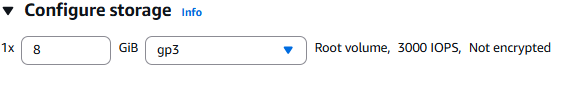 Configure storage Info
1x 8 GiB gp3 Root volume, 3000 IOPS, Not encrypted